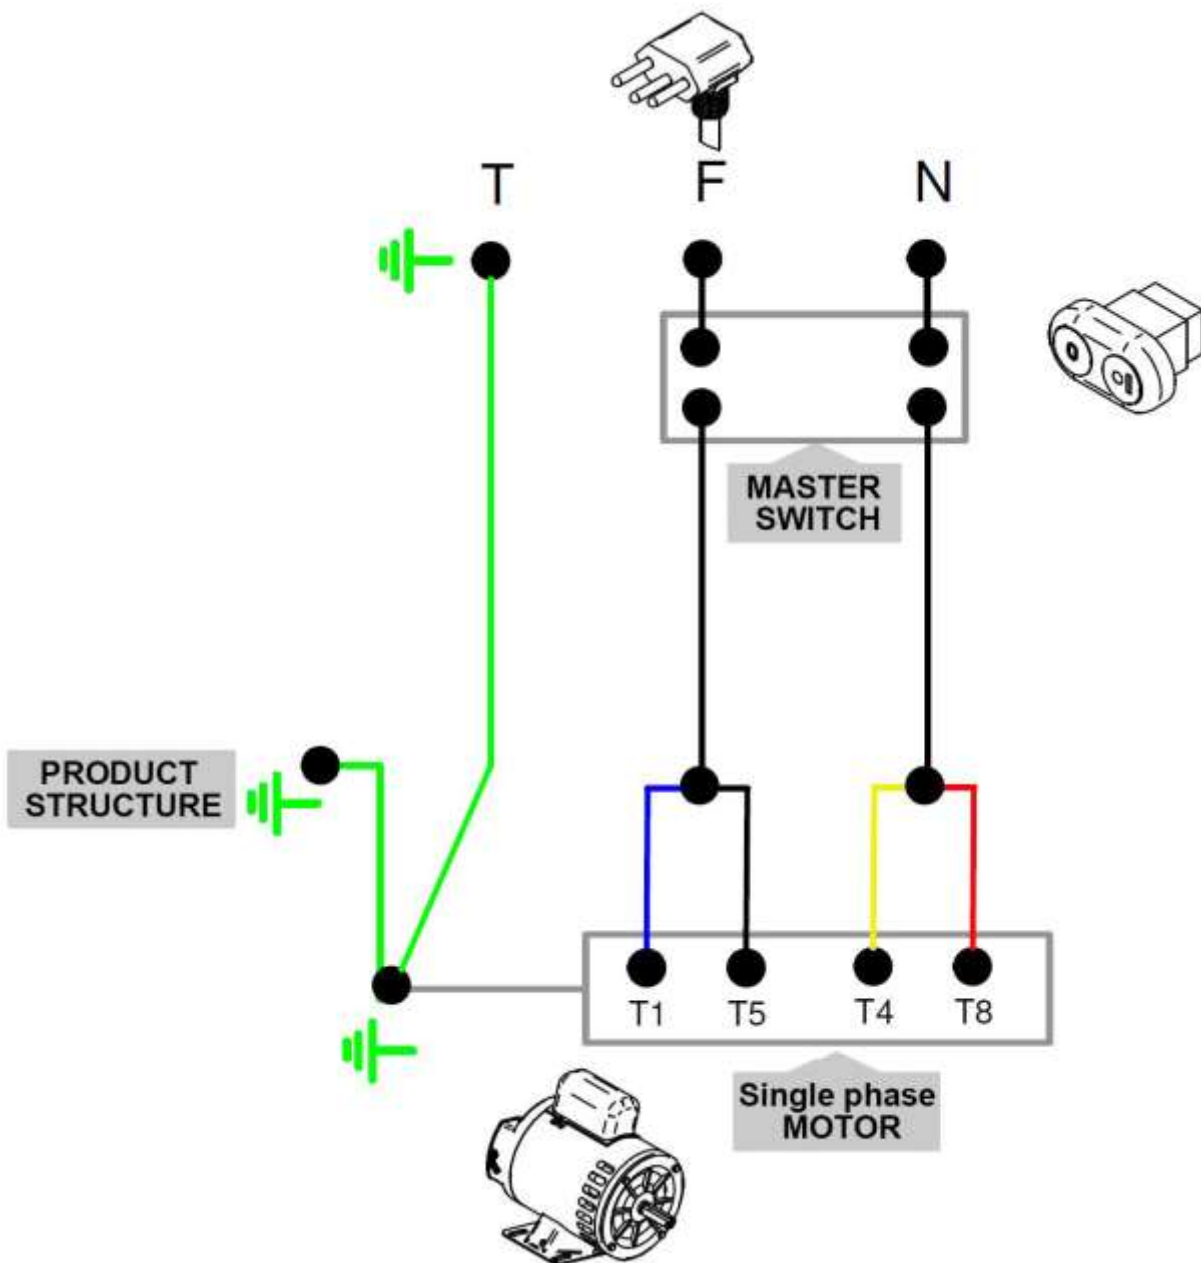 T F N
MASTER
SWITCH
PRODUCT
STRUCTURE
T1 T5 T4 T8
Single phase
MOTOR